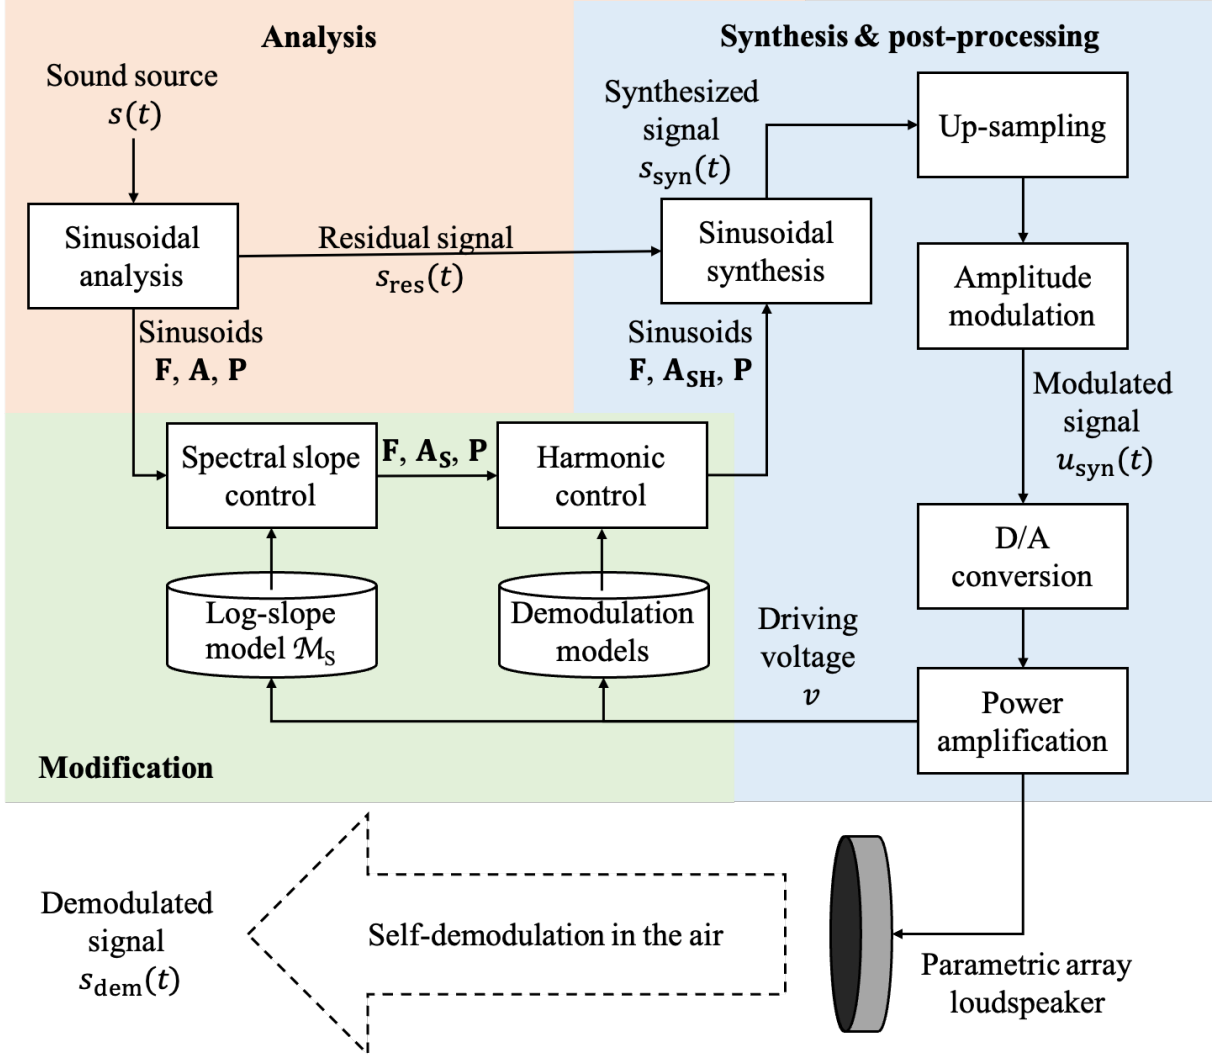 Analysis
Synthesis & post-processing
Sound source
s(t)
Sinusoidal
analysis
Residual signal
s_res(t)
Sinusoids
F, A, P
Synthesized
signal
s_syn(t)
Sinusoidal
synthesis
Up-sampling
Amplitude
modulation
Sinusoids
F, A_SH, P
Modulated
signal
u_syn(t)
Spectral slope
control
F, A_S, P
Harmonic
control
D/A
conversion
Log-slope
model ℳ_S
Demodulation
models
Driving
voltage
v
Power
amplification
Modification
Demodulated
signal
s_dem(t)
Self-demodulation in the air
Parametric array
loudspeaker